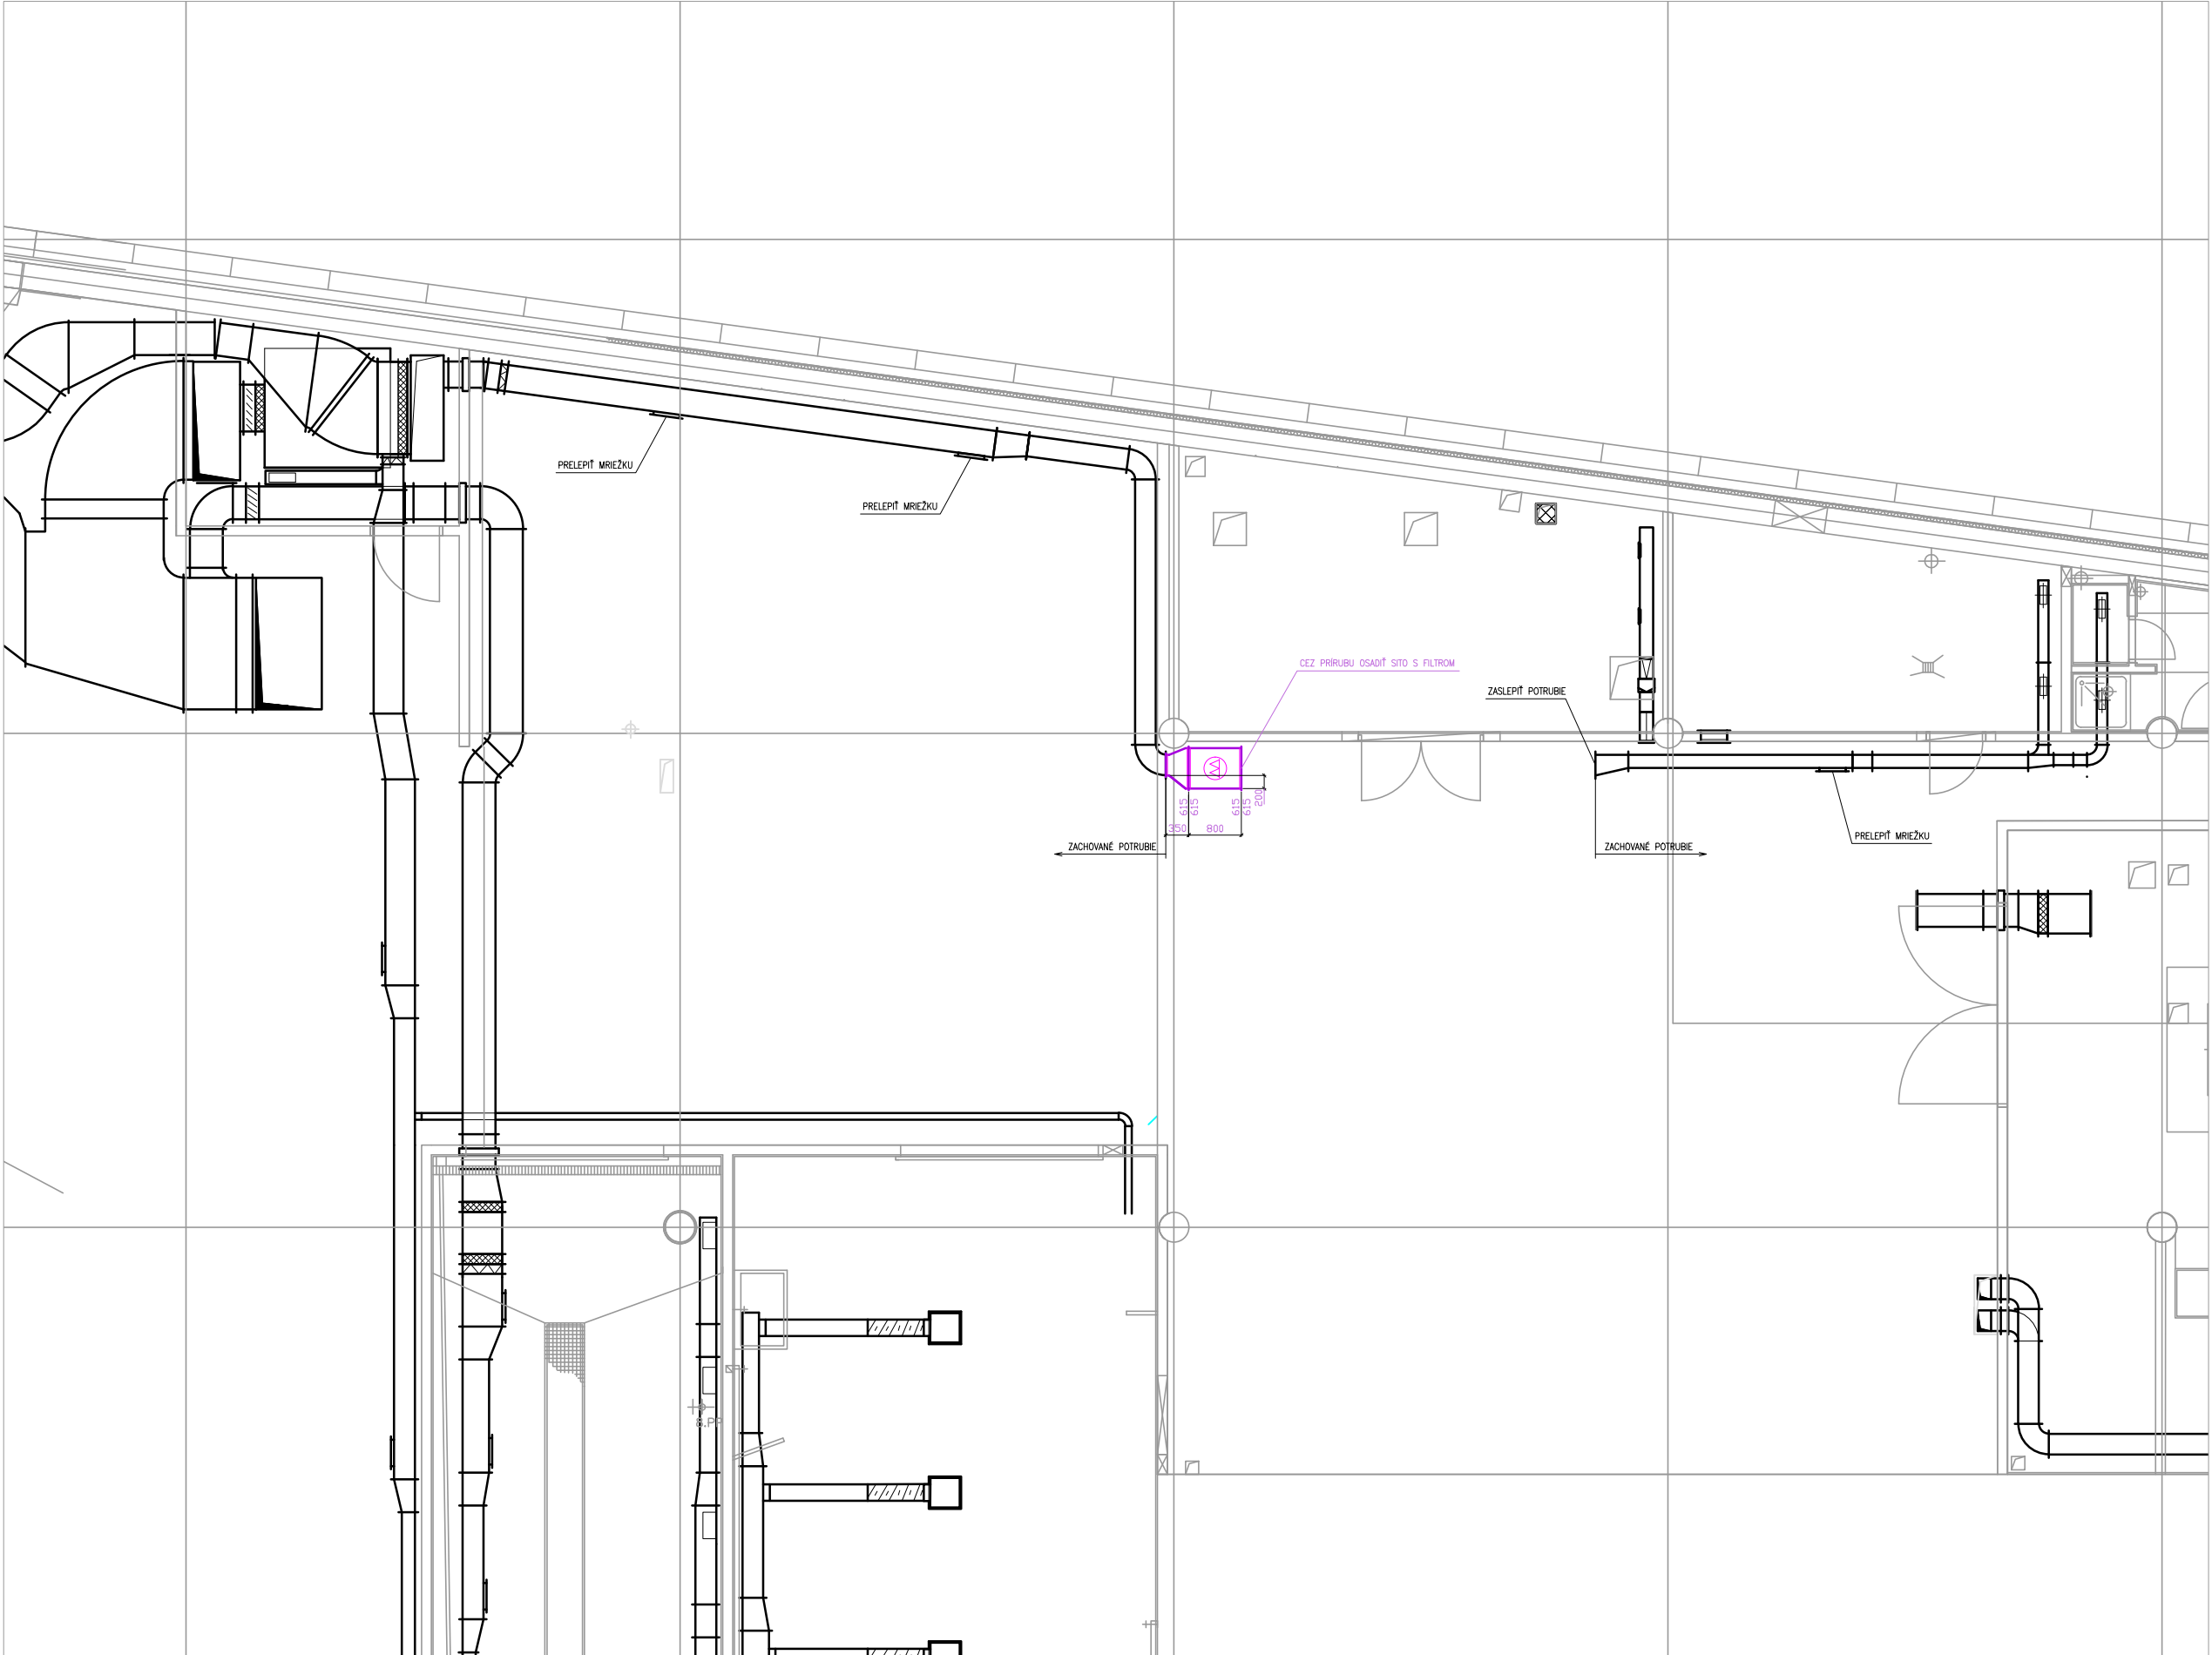 PRELEPIŤ MRIEŽKU
PRELEPIŤ MRIEŽKU
CEZ PRÍRUBU OSADIŤ SITO S FILTROM
ZASLEPIŤ POTRUBIE
200
615
615
615
615
350
800
PRELEPIŤ MRIEŽKU
ZACHOVANÉ POTRUBIE
ZACHOVANÉ POTRUBIE